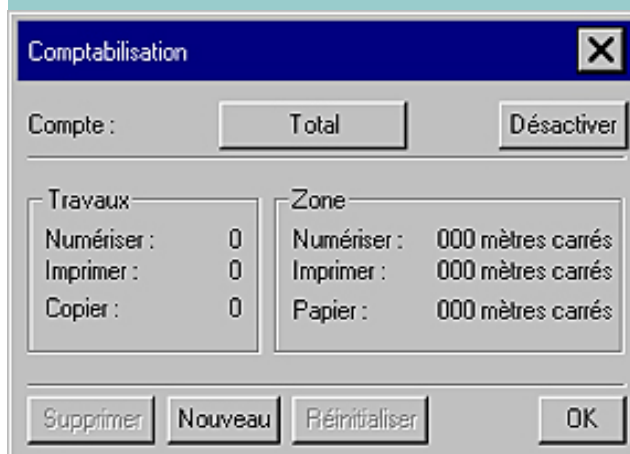 Comptabilisation
Compte : Total Désactiver
Travaux Zone
Numériser : 0 Numériser : 000 mètres carrés
Imprimer : 0 Imprimer : 000 mètres carrés
Copier : 0 Papier : 000 mètres carrés
Supprimer Nouveau Réinitialiser OK